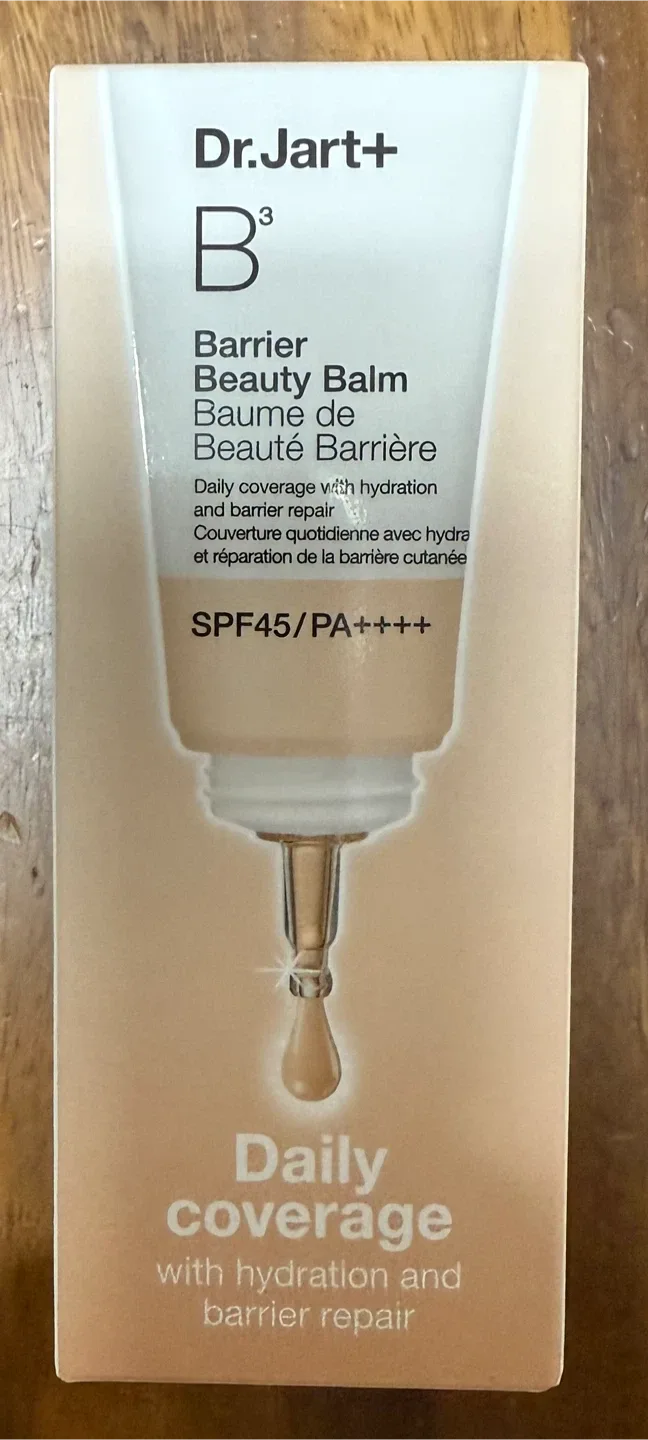 Dr.Jart+
B³
Barrier
Beauty Balm
Baume de
Beauté Barrière
Daily coverage with hydration
and barrier repair
Couverture quotidienne avec hydra
et réparation de la barrière cutanée
SPF45/PA++++
Daily
coverage
with hydration and
barrier repair